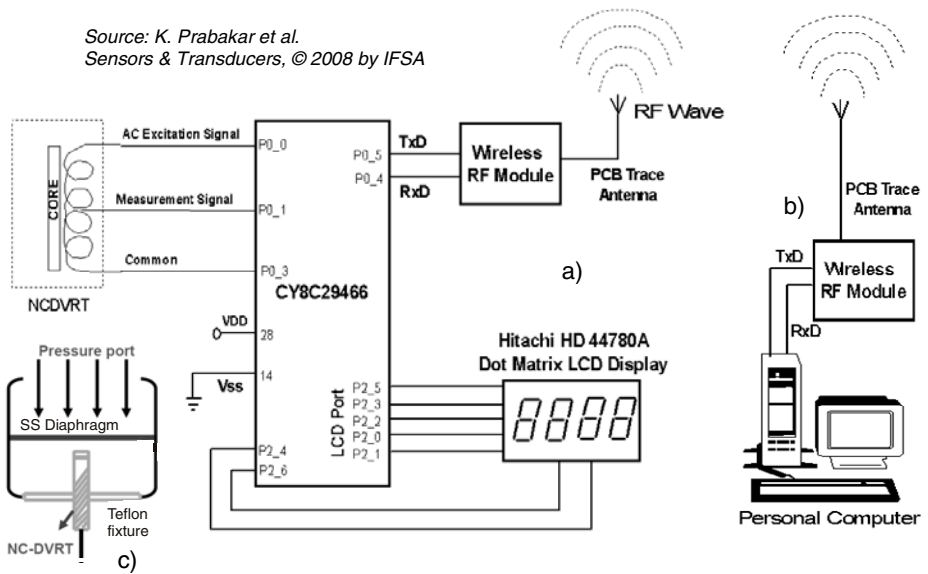 Source: K. Prabakar et al.
Sensors & Transducers, © 2008 by IFSA
AC Excitation Signal
Measurement Signal
Common
CORE
NCDVRT
P0_0
P0_1
P0_3
CY8C29466
VDD
28
Vss
14
P2_4
P2_6
P0_5
P0_4
TxD
RxD
Wireless
RF Module
RF Wave
PCB Trace
Antenna
a)
LCD Port
P2_5
P2_3
P2_2
P2_0
P2_1
Hitachi HD 44780A
Dot Matrix LCD Display
8888
b)
PCB Trace
Antenna
TxD
Wireless
RF Module
RxD
Personal Computer
Pressure port
SS Diaphragm
Teflon
fixture
NC-DVRT
c)